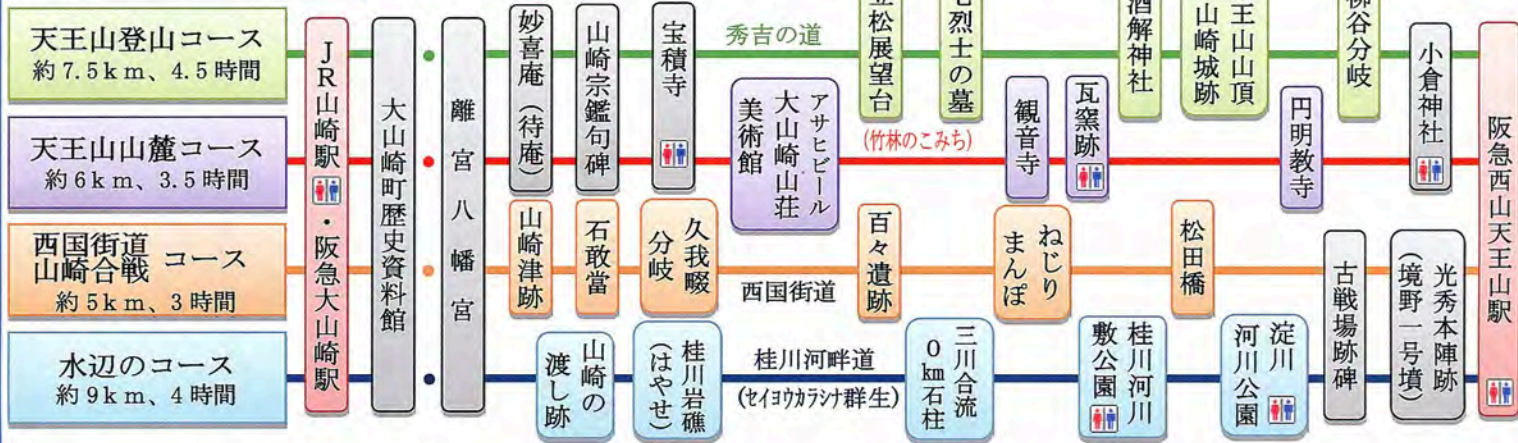 天王山登山コース
約7.5km、4.5時間
天王山山麓コース
約6km、3.5時間
西国街道
山崎合戦 コース
約5km、3時間
水辺のコース
約9km、4時間
JR山崎駅・阪急大山崎駅
大山崎町歴史資料館
離宮八幡宮
妙喜庵(待庵)
山崎宗鑑句碑
宝積寺
秀吉の道
アサヒビール
大山崎山荘
美術館
松展望台
烈士の墓
(竹林のこみち)
観音寺
瓦窯跡
酒解神社
王山山頂
山崎城跡
円明教寺
柳谷分岐
小倉神社
山崎津跡
石敢當
久我畷
分岐
西国街道
百々遺跡
ねじり
まんぽ
松田橋
山崎の
渡し跡
桂川岩礁
(はやせ)
桂川河畔道
(セイヨウカラシナ群生)
三川合流
0km石柱
桂川河川
敷公園
淀川
河川公園
古戦場跡碑
光秀本陣跡
(境野一号墳)
阪急西山天王山駅